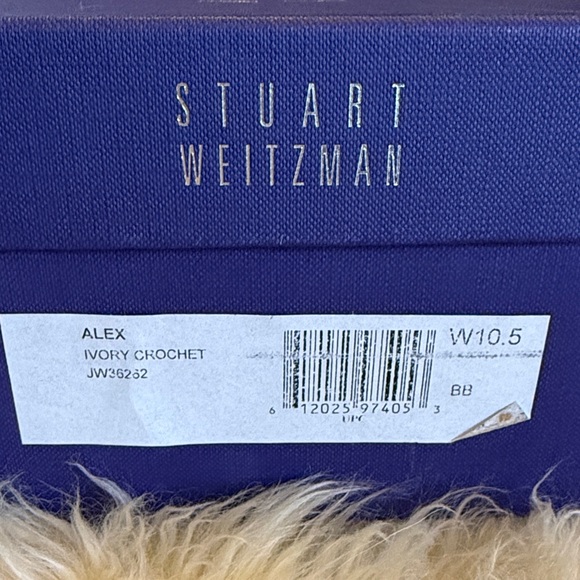 STUART
WEITZMAN
ALEX
IVORY CROCHET
JW36262
W10.5
BB
6 12025 97405 3
UPC